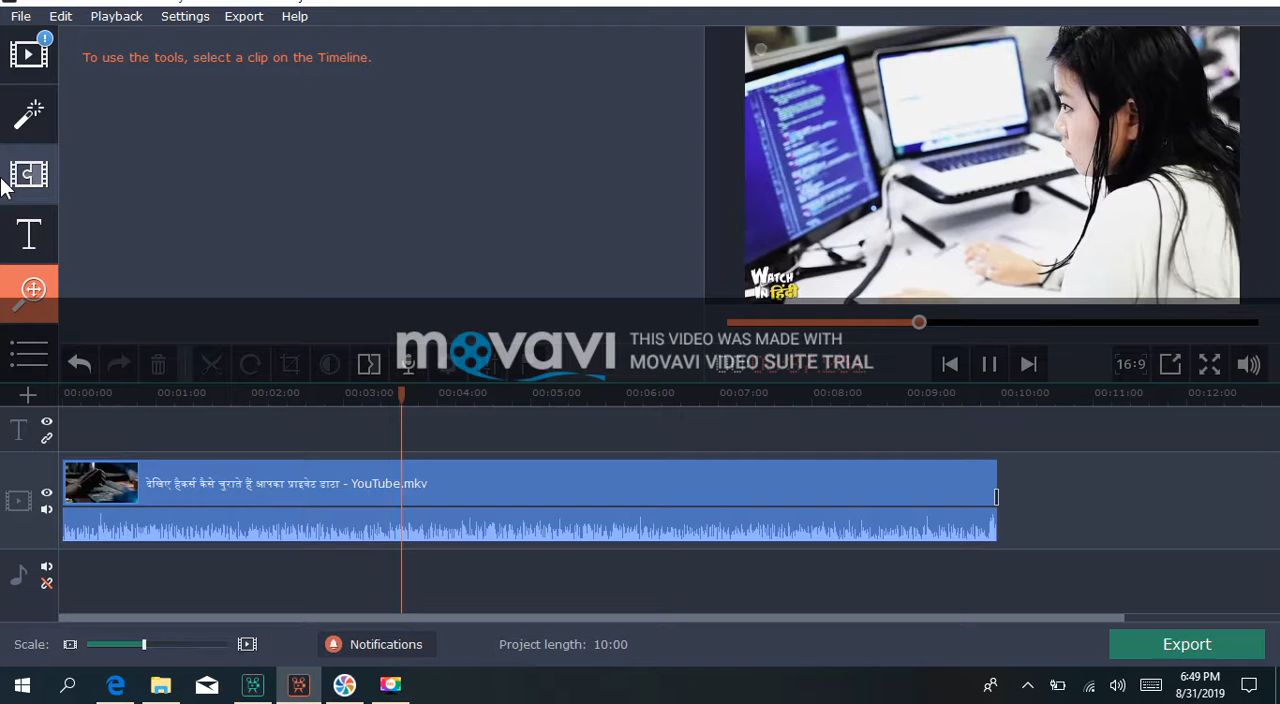 File Edit Playback Settings Export Help
To use the tools, select a clip on the Timeline.
WATCH
IN हिंदी
movavi
THIS VIDEO WAS MADE WITH
MOVAVI VIDEO SUITE TRIAL
16:9
00:00:00 00:01:00 00:02:00 00:03:00 00:04:00 00:05:00 00:06:00 00:07:00 00:08:00 00:09:00 00:10:00 00:11:00 00:12:00
देखिए हैकर्स कैसे चुराते हैं आपका प्राइवेट डाटा - YouTube.mkv
Scale: Notifications Project length: 10:00 Export
6:49 PM
8/31/2019